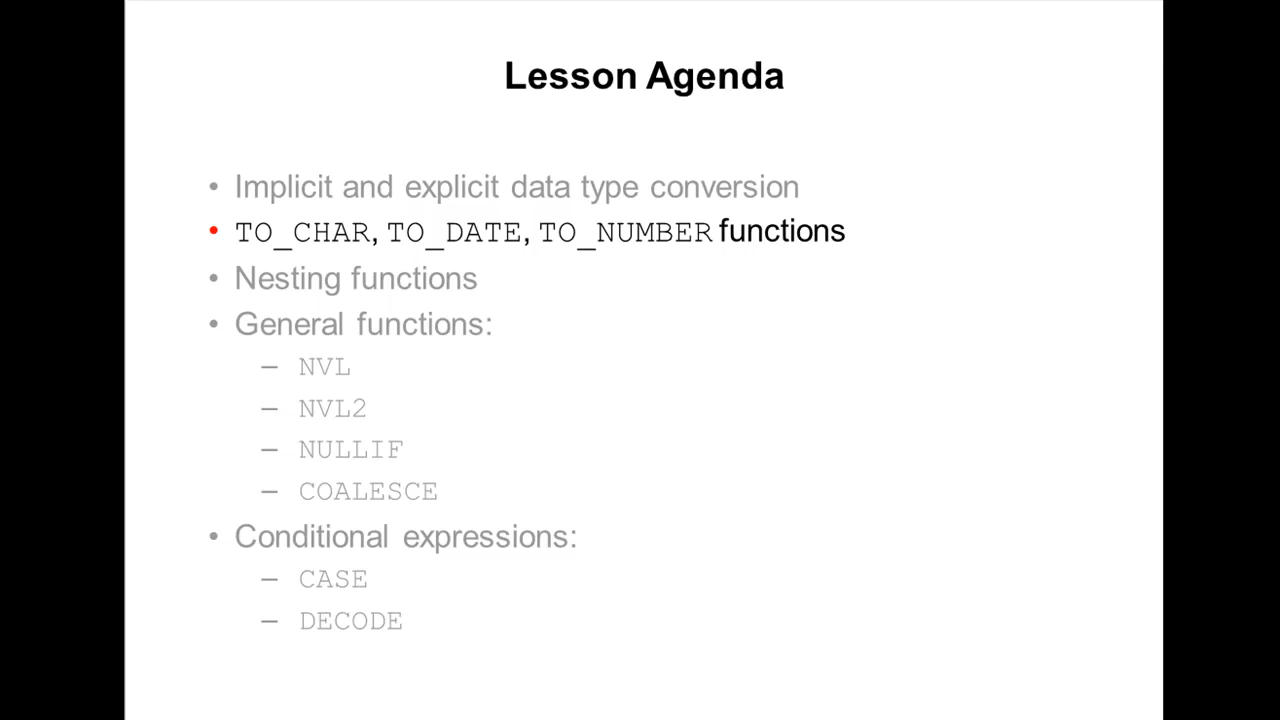 Lesson Agenda
• Implicit and explicit data type conversion
• TO_CHAR, TO_DATE, TO_NUMBER functions
• Nesting functions
• General functions:
– NVL
– NVL2
– NULLIF
– COALESCE
• Conditional expressions:
– CASE
– DECODE